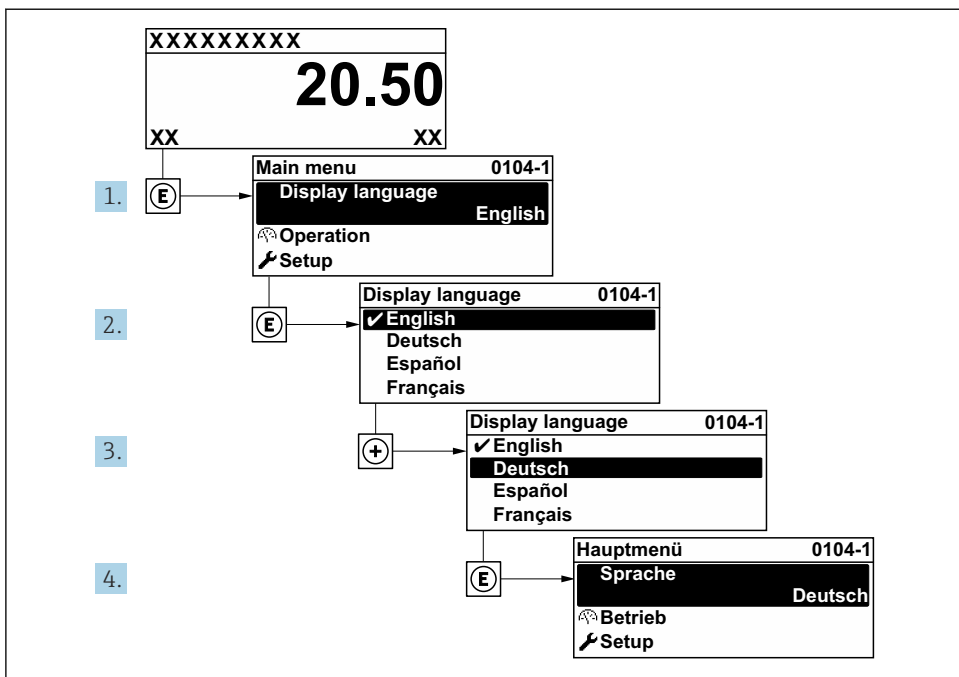 XXXXXXXXX
20.50
XX XX
1. E
Main menu 0104-1
Display language
English
Operation
Setup
2. E
Display language 0104-1
✔English
Deutsch
Español
Français
3. +
Display language 0104-1
✔English
Deutsch
Español
Français
4. E
Hauptmenü 0104-1
Sprache
Deutsch
Betrieb
Setup